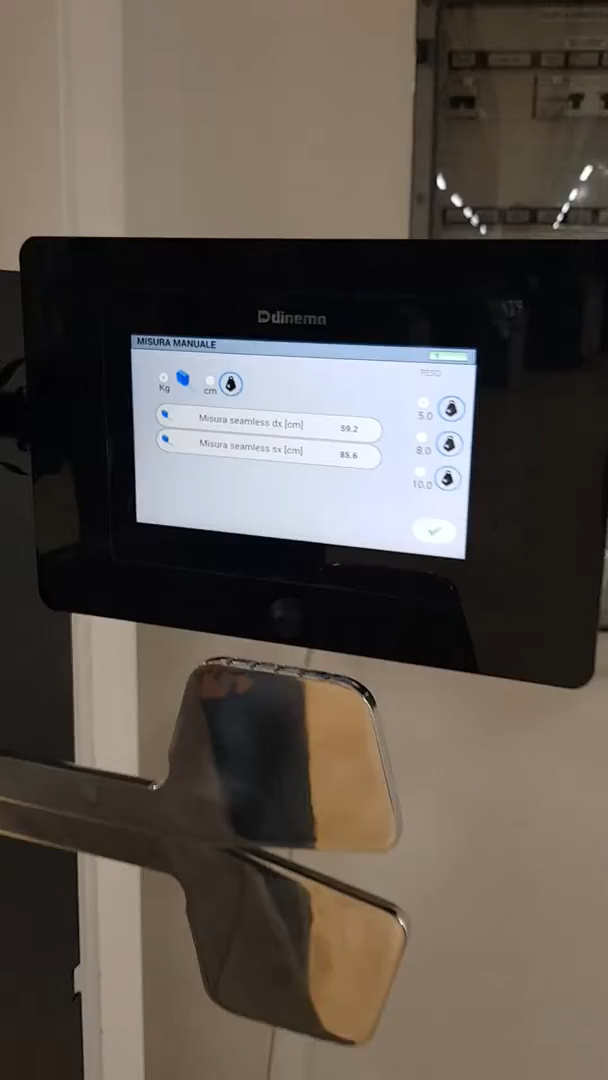 Ddinema
MISURA MANUALE
PESO
Kg
cm
5.0
Misura seamless dx [cm] 59.2
Misura seamless sx [cm] 85.6
8.0
10.0